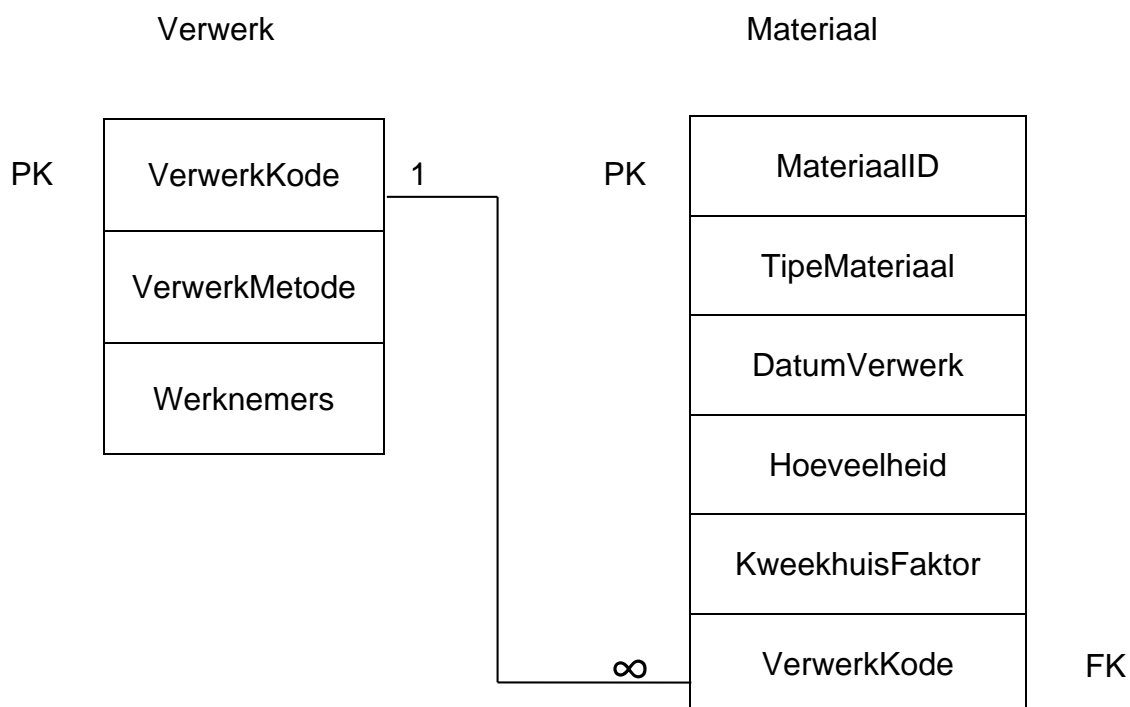 Verwerk
Materiaal
PK
VerwerkKode
1
VerwerkMetode
Werknemers
PK
MateriaalID
TipeMateriaal
DatumVerwerk
Hoeveelheid
KweekhuisFaktor
∞
VerwerkKode
FK